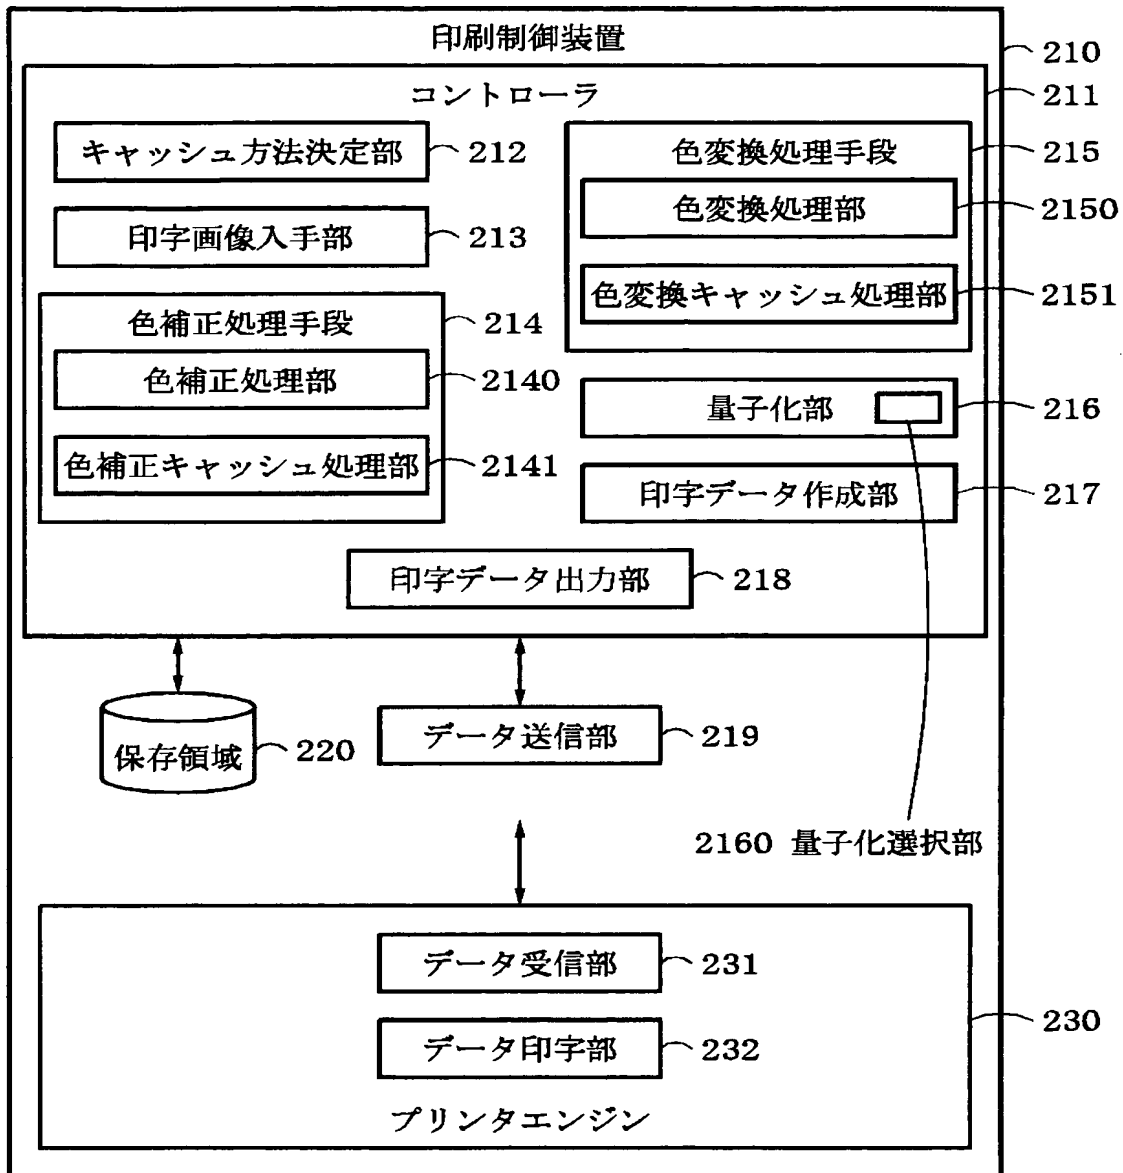 印刷制御装置
210
コントローラ
211
キャッシュ方法決定部
212
印字画像入手部
213
色補正処理手段
214
色補正処理部
2140
色補正キャッシュ処理部
2141
色変換処理手段
215
色変換処理部
2150
色変換キャッシュ処理部
2151
量子化部
216
印字データ作成部
217
印字データ出力部
218
保存領域
220
データ送信部
219
2160 量子化選択部
データ受信部
231
データ印字部
232
プリンタエンジン
230